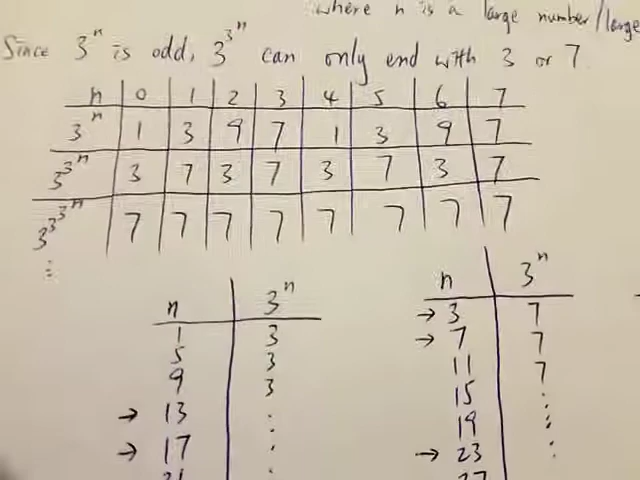 where n is a large number/large
Since 3^n is odd, 3^3^n can only end with 3 or 7
n 0 1 2 3 4 5 6 7
3^n 1 3 9 7 1 3 9 7
3^3^n 3 7 3 7 3 7 3 7
3^3^3^n 7 7 7 7 7 7 7 7
⋮
n 3^n
1 3
5 3
9 3
→ 13 .
→ 17 .
21 .
n 3^n
→ 3 7
→ 7 7
11 7
15 .
19 .
→ 23 .
27